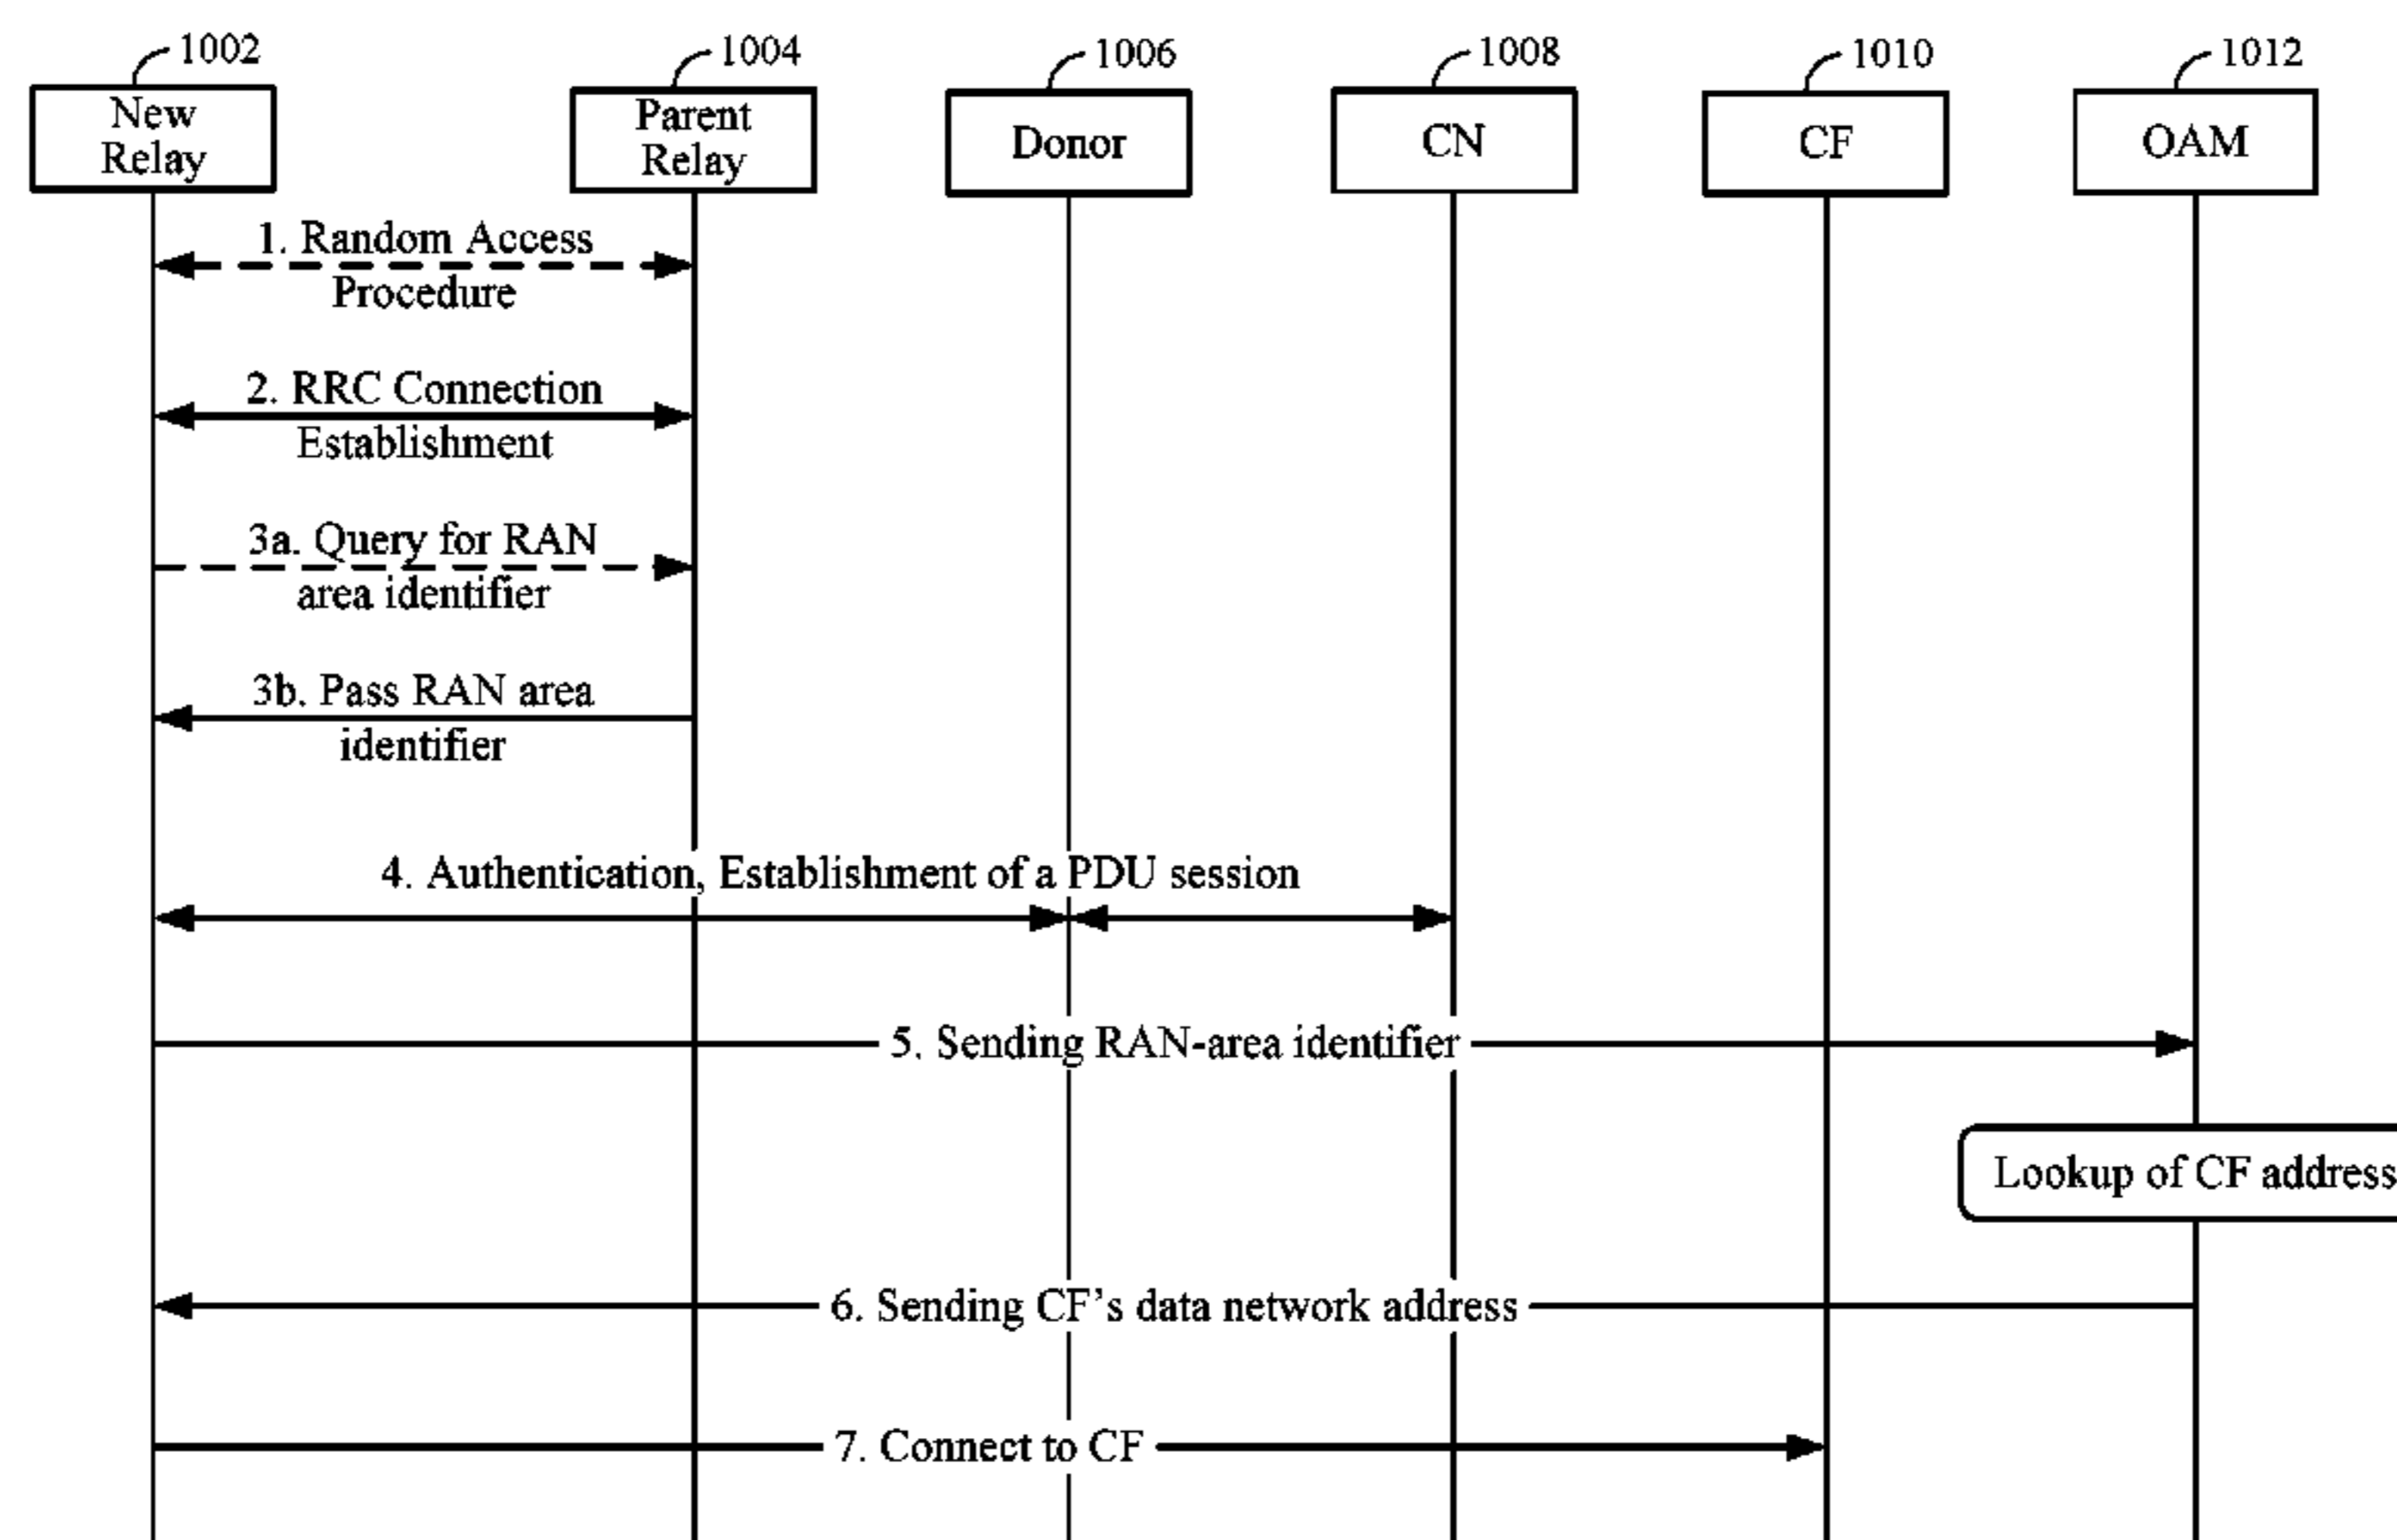 1002
1004
1006
1008
1010
1012
New
Relay
Parent
Relay
Donor
CN
CF
OAM
1. Random Access
Procedure
2. RRC Connection
Establishment
3a. Query for RAN
area identifier
3b. Pass RAN area
identifier
4. Authentication, Establishment of a PDU session
5. Sending RAN-area identifier
Lookup of CF address
6. Sending CF's data network address
7. Connect to CF